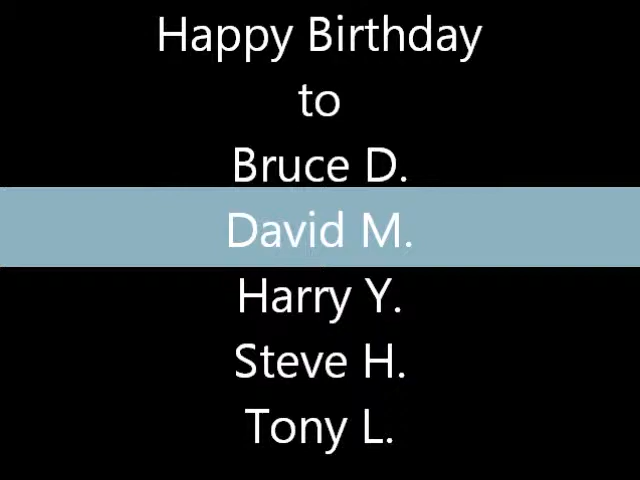 Happy Birthday
to
Bruce D.
David M.
Harry Y.
Steve H.
Tony L.